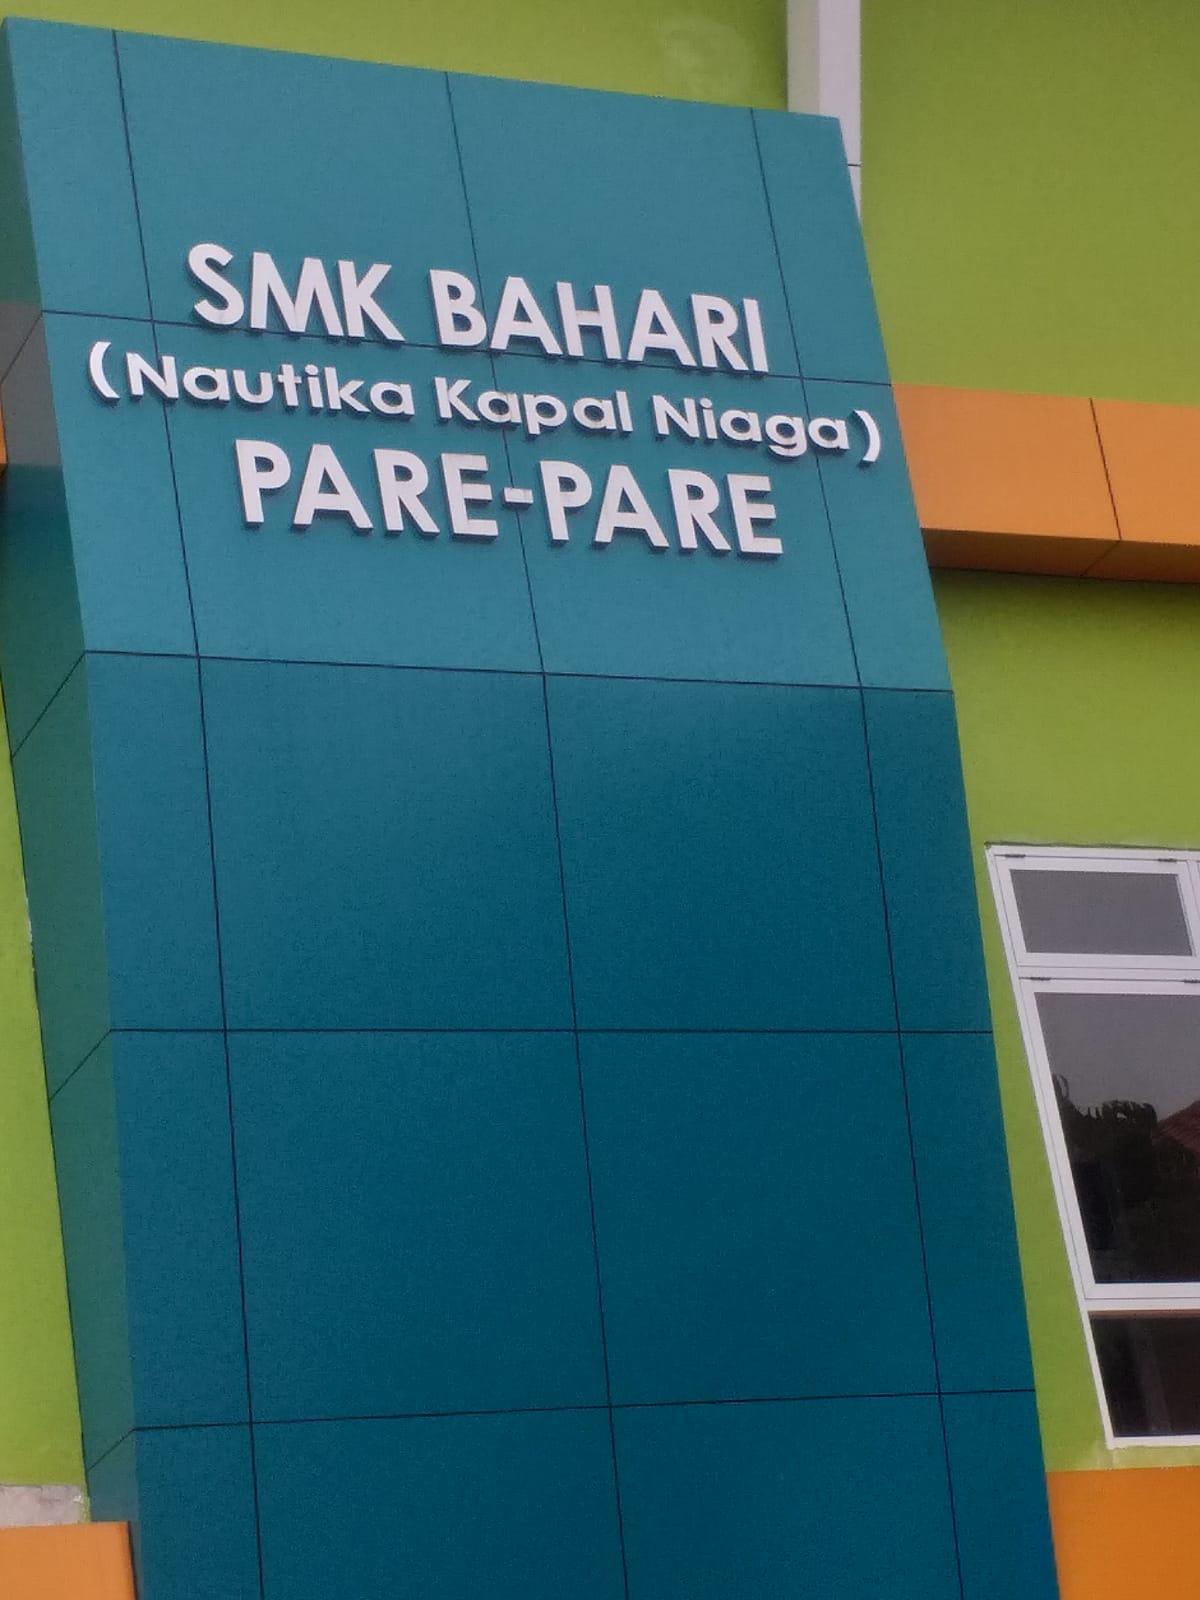 SMK BAHARI
(Nautika Kapal Niaga)
PARE-PARE